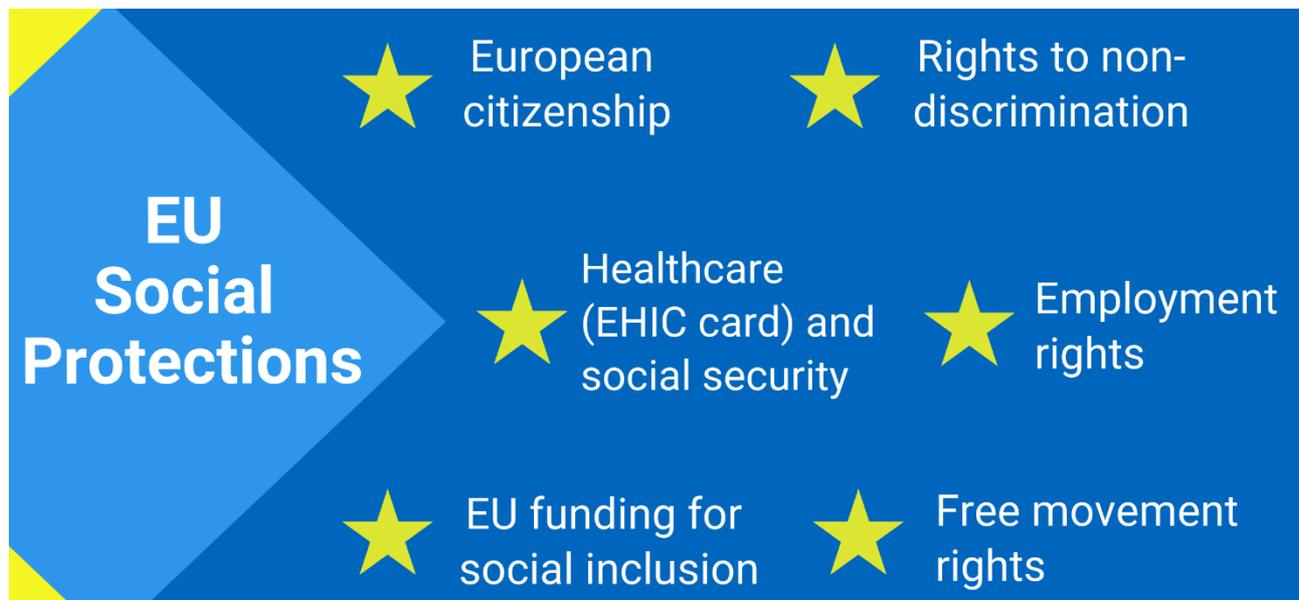 EU
Social
Protections
European
citizenship
Rights to non-
discrimination
Healthcare
(EHIC card) and
social security
Employment
rights
EU funding for
social inclusion
Free movement
rights